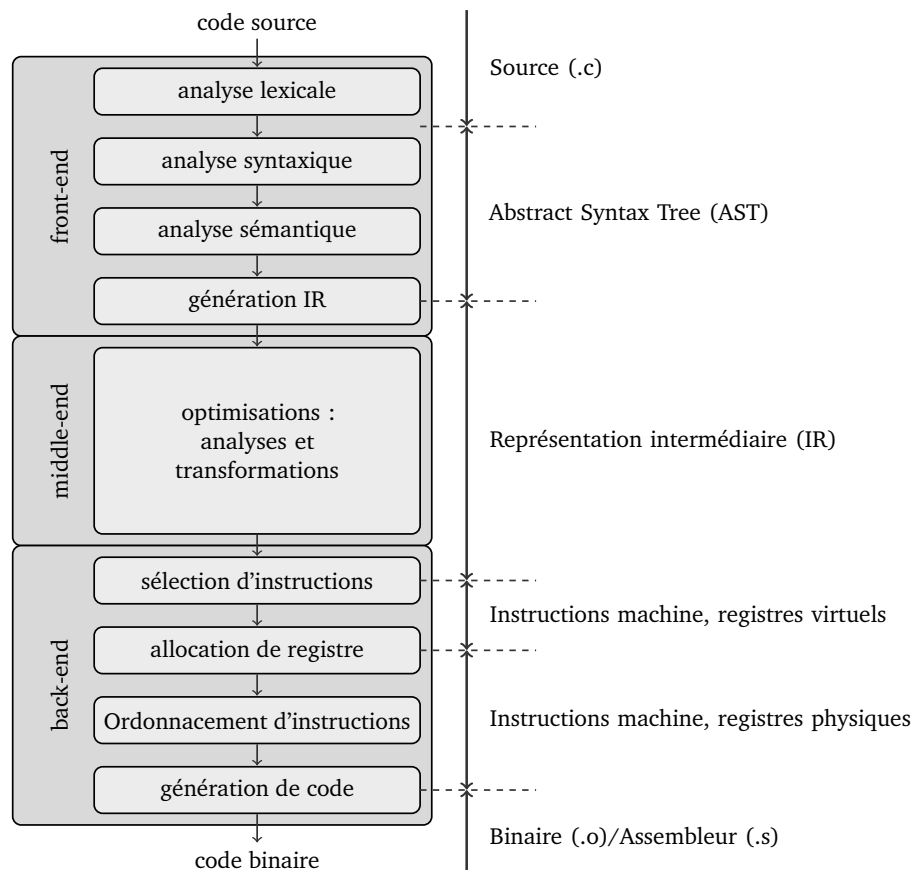 code source
Source (.c)
analyse lexicale
front-end
analyse syntaxique
Abstract Syntax Tree (AST)
analyse sémantique
génération IR
middle-end
optimisations :
analyses et
transformations
Représentation intermédiaire (IR)
back-end
sélection d'instructions
Instructions machine, registres virtuels
allocation de registre
Ordonnacement d'instructions
Instructions machine, registres physiques
génération de code
Binaire (.o)/Assembleur (.s)
code binaire